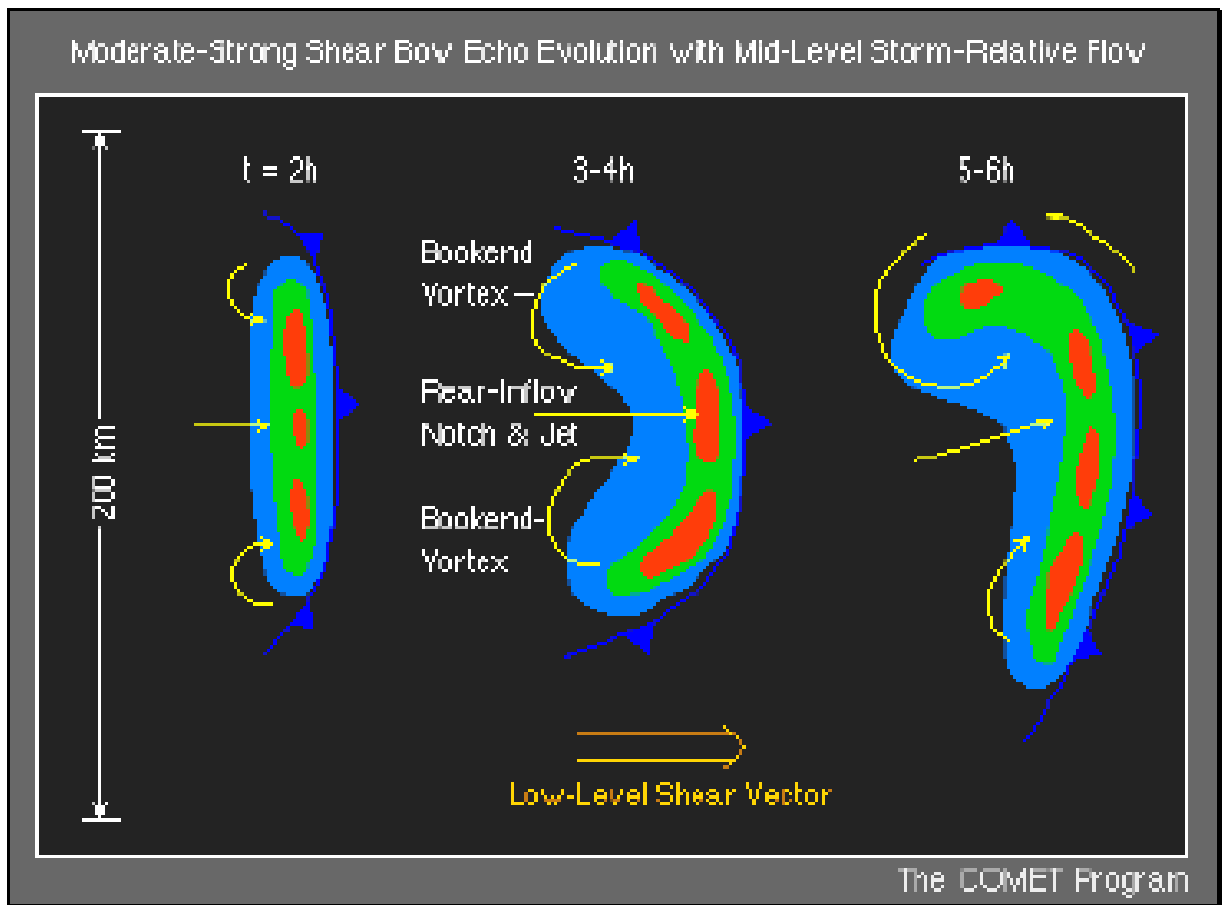 Moderate-Strong Shear Bow Echo Evolution with Mid-Level Storm-Relative Flow
t = 2h
3-4h
5-6h
Bookend
Vortex
Rear-Inflow
Notch & Jet
Bookend
Vortex
200 km
Low-Level Shear Vector
The COMET Program